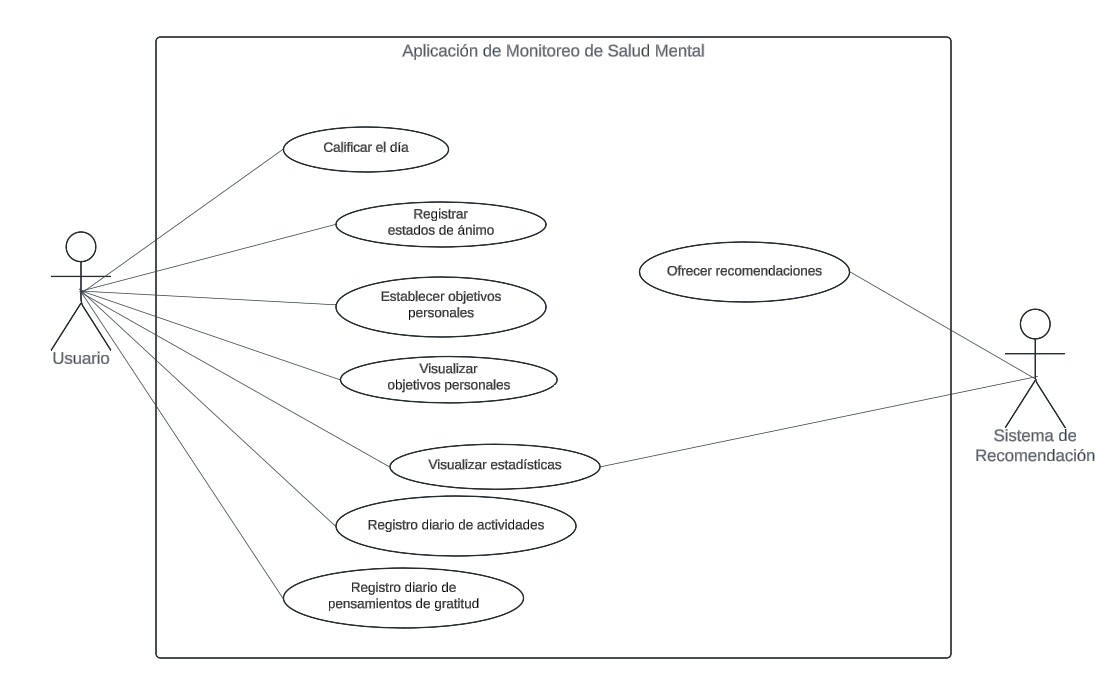 Aplicación de Monitoreo de Salud Mental
Calificar el día
Registrar
estados de ánimo
Ofrecer recomendaciones
Establecer objetivos
personales
Usuario
Visualizar
objetivos personales
Sistema de
Recomendación
Visualizar estadísticas
Registro diario de actividades
Registro diario de
pensamientos de gratitud